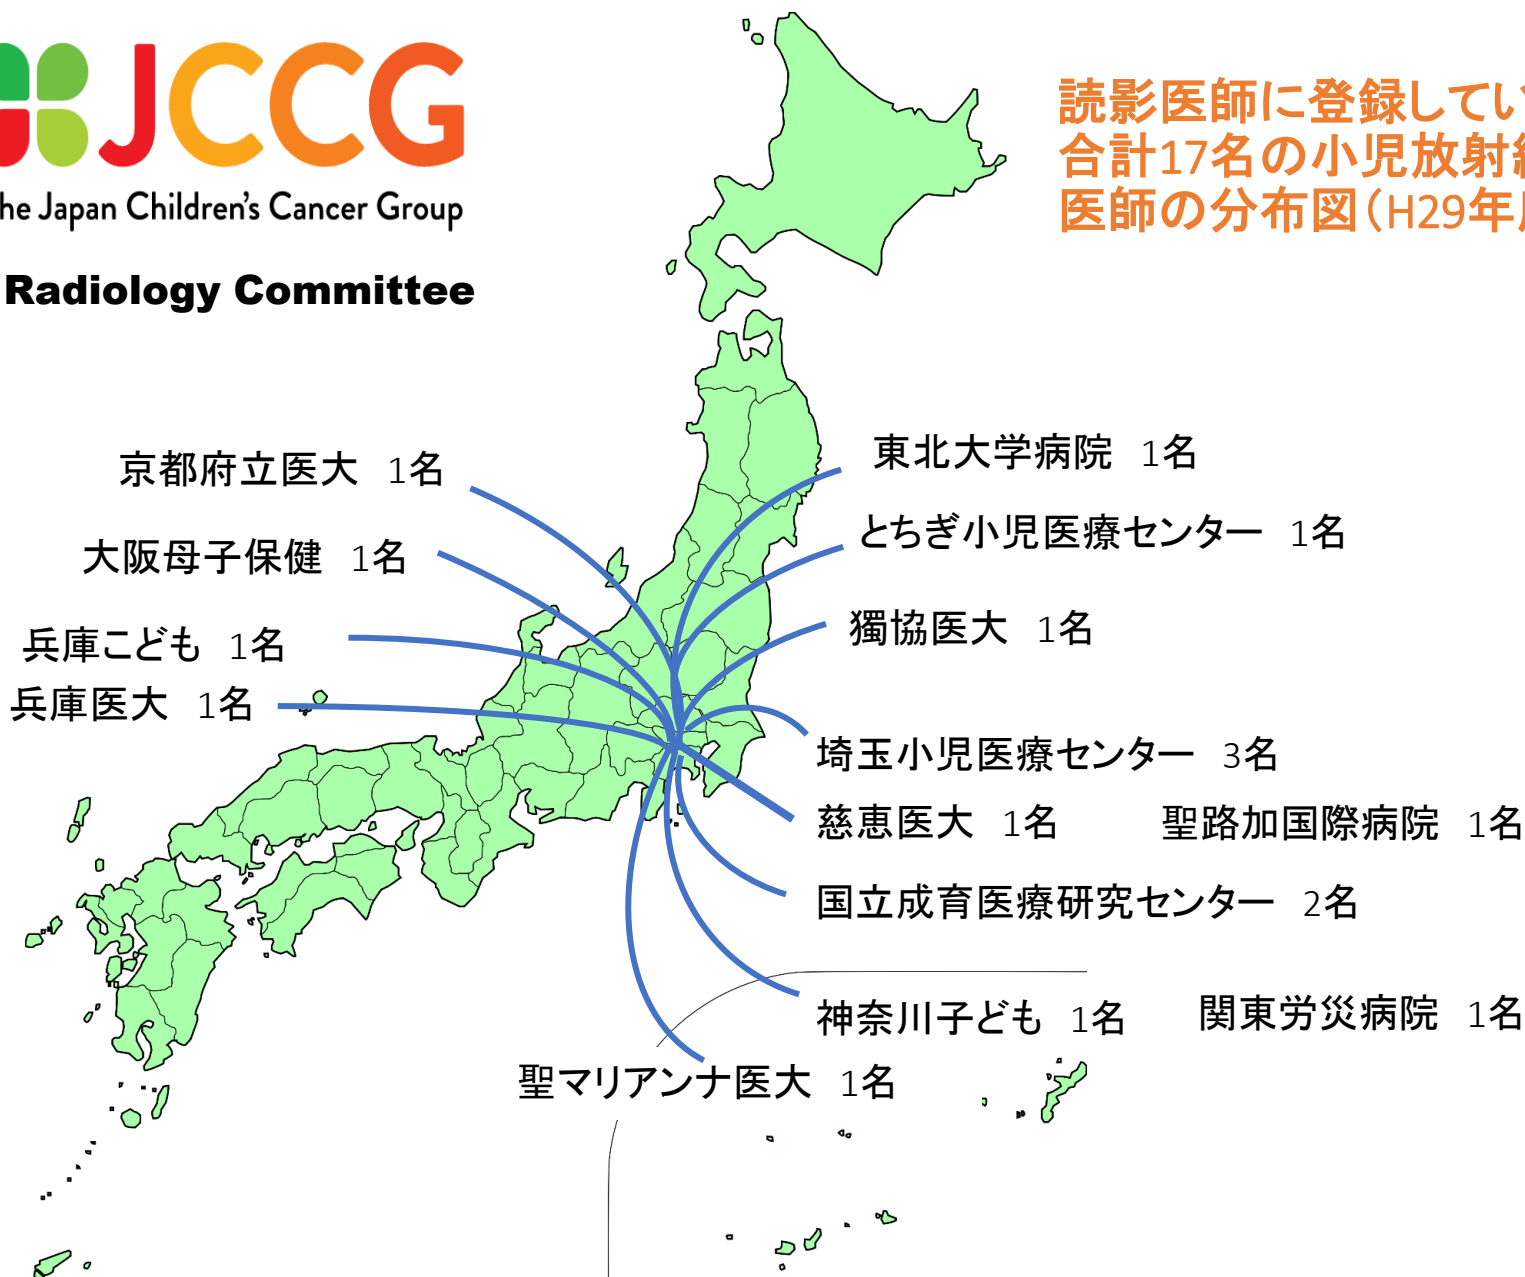 JCCG
he Japan Children's Cancer Group
Radiology Committee
読影医師に登録してい
合計17名の小児放射線
医師の分布図（H29年度
京都府立医大 1名
大阪母子保健 1名
兵庫こども 1名
兵庫医大 1名
東北大学病院 1名
とちぎ小児医療センター 1名
獨協医大 1名
埼玉小児医療センター 3名
慈恵医大 1名 聖路加国際病院 1名
国立成育医療研究センター 2名
神奈川子ども 1名 関東労災病院 1名
聖マリアンナ医大 1名